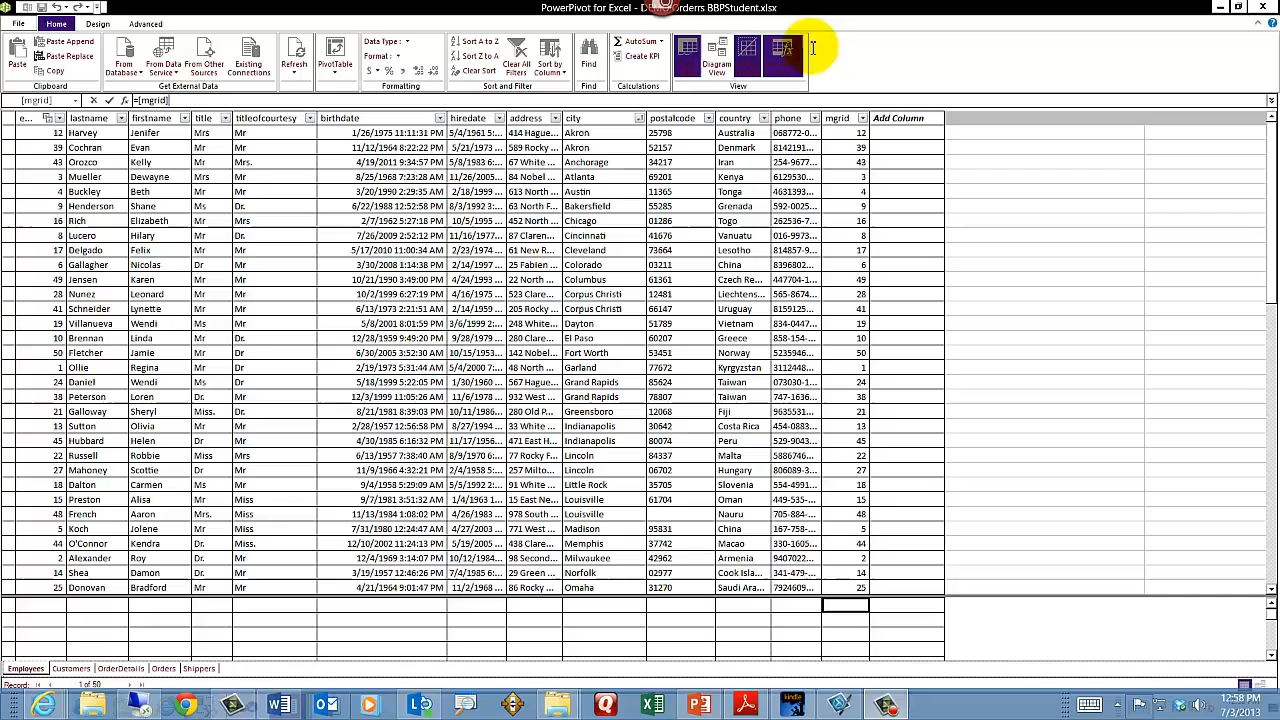 PowerPivot for Excel - DEMO Orderrs BBPStudent.xlsx
File Home Design Advanced
Paste
Paste Append
Paste Replace
Copy
Clipboard
From Database
From Data Service
From Other Sources
Existing Connections
Get External Data
Refresh
PivotTable
Data Type :
Format :
$ % , .00 .00
Formatting
Sort A to Z
Sort Z to A
Clear Sort
Clear All Filters
Sort by Column
Sort and Filter
Find
Find
AutoSum
Create KPI
Calculations
Diagram View
View
[mgrid] fx =[mgrid]
e... lastname firstname title titleofcourtesy birthdate hiredate address city postalcode country phone mgrid Add Column
12 Harvey Jenifer Mrs Mr 1/26/1975 11:11:31 PM 5/4/1961 5... 414 Hague... Akron 25798 Australia 068772-0... 12
39 Cochran Evan Mr Mr 11/12/1964 8:22:22 PM 5/21/1973 ... 589 Rocky ... Akron 52157 Denmark 8142191... 39
43 Orozco Kelly Mr Mrs. 4/19/2011 9:34:57 PM 5/8/1983 6... 67 White ... Anchorage 34217 Iran 254-9677... 43
3 Mueller Dewayne Mrs Mr 8/25/1968 7:23:28 AM 11/26/2005... 84 Nobel ... Atlanta 69201 Kenya 6129530... 3
4 Buckley Beth Mr Mr 3/20/1990 2:29:35 AM 2/18/1999 ... 613 North ... Austin 11365 Tonga 4631393... 4
9 Henderson Shane Ms Dr. 6/22/1988 12:52:58 PM 8/3/1992 3:... 63 North F... Bakersfield 55285 Grenada 592-0025... 9
16 Rich Elizabeth Mr Mrs 2/7/1962 5:27:18 PM 10/5/1995 ... 452 North ... Chicago 01286 Togo 262536-7... 16
8 Lucero Hilary Mr Dr. 7/26/2009 2:52:12 PM 11/16/1977... 87 Claren... Cincinnati 41676 Vanuatu 016-9973... 8
17 Delgado Felix Mr Mr 5/17/2010 11:00:34 AM 2/23/1974 ... 61 New R... Cleveland 73664 Lesotho 814857-9... 17
6 Gallagher Nicolas Dr Mr 3/30/2008 1:14:38 PM 2/14/1997 ... 25 Fabien ... Colorado 03211 China 8396802... 6
49 Jensen Karen Mr Mr 10/21/1990 3:49:00 PM 4/24/1993 ... 22 North ... Columbus 61361 Czech Re... 447704-1... 49
28 Nunez Leonard Mr Mr 10/2/1999 6:27:19 PM 4/16/1975 ... 523 Clare... Corpus Christi 12481 Liechtens... 565-8674... 28
41 Schneider Lynette Mr Mr 6/13/1973 2:21:51 AM 2/14/1959 ... 205 Rocky ... Corpus Christi 66147 Uruguay 8159125... 41
19 Villanueva Wendi Ms Mr 5/8/2001 8:01:59 PM 3/6/1999 2:... 248 White... Dayton 51789 Vietnam 834-0447... 19
10 Brennan Linda Dr. Mr 12/28/1959 9:49:20 PM 9/28/1979 ... 280 Clare... El Paso 60207 Greece 858-154-... 10
50 Fletcher Jamie Mr Dr 6/6/2005 3:52:30 AM 10/15/1953... 142 Nobel... Fort Worth 53451 Norway 5235946... 50
1 Ollie Regina Mr Dr 2/19/1973 5:31:44 AM 5/4/2000 7:... 48 North ... Garland 77672 Kyrgyzstan 3112448... 1
24 Daniel Wendi Ms Dr 5/18/1999 5:22:05 PM 1/30/1960 ... 567 Hague... Grand Rapids 85624 Taiwan 073030-1... 24
38 Peterson Loren Dr. Mr 12/3/1999 11:05:26 AM 11/6/1978 ... 932 West ... Grand Rapids 78807 Taiwan 747-1636... 38
21 Galloway Sheryl Miss. Dr. 8/21/1981 8:39:03 PM 10/11/1986... 280 Old P... Greensboro 12068 Fiji 9635531... 21
13 Sutton Olivia Mr Mr 2/28/1957 12:56:58 PM 8/27/1994 ... 33 White ... Indianapolis 30642 Costa Rica 454-0883... 13
45 Hubbard Helen Dr Mr 4/30/1985 6:16:32 PM 11/17/1956... 471 East H... Indianapolis 80074 Peru 529-9043... 45
22 Russell Robbie Miss Mrs 6/13/1957 7:38:40 AM 8/9/1970 6:... 77 Rocky F... Lincoln 84337 Malta 5886746... 22
27 Mahoney Scottie Dr Mr 11/9/1966 4:32:21 PM 2/4/1958 5:... 257 Milto... Lincoln 06702 Hungary 806089-3... 27
18 Dalton Carmen Ms Mr 9/4/1958 5:29:09 AM 5/5/1992 2:... 36 White ... Little Rock 35705 Slovenia 554-4991... 18
15 Preston Alisa Mr Miss 9/7/1981 3:51:32 AM 1/4/1963 1... 15 East Ne... Louisville 61704 Oman 449-535-... 15
48 French Aaron Mrs. Miss 11/13/1984 1:08:02 PM 4/26/1983 ... 978 South ... Louisville Nauru 705-884-... 48
5 Koch Jolene Mr Miss 7/31/1980 12:24:47 AM 4/27/2003 ... 771 West ... Madison 95831 China 167-758-... 5
44 O'Connor Kendra Dr. Miss. 12/10/2002 11:24:13 PM 5/19/2005 ... 438 Clare... Memphis 37742 Macao 330-1605... 44
2 Alexander Roy Dr. Mr 12/4/1969 3:14:07 PM 10/12/1984... 98 Second... Milwaukee 42962 Armenia 9407022... 2
14 Shea Damon Dr. Mr 3/19/1957 12:46:26 PM 7/4/1985 6:... 29 Green ... Norfolk 02977 Cook Isla... 341-479-... 14
25 Donovan Bradford Mr Mr 4/21/1964 9:01:47 PM 11/2/1968 ... 86 Rocky ... Omaha 31270 Saudi Ara... 7924609... 25
Employees Customers OrderDetails Orders Shippers
Record: 1 of 50
kindle
12:58 PM
7/3/2013